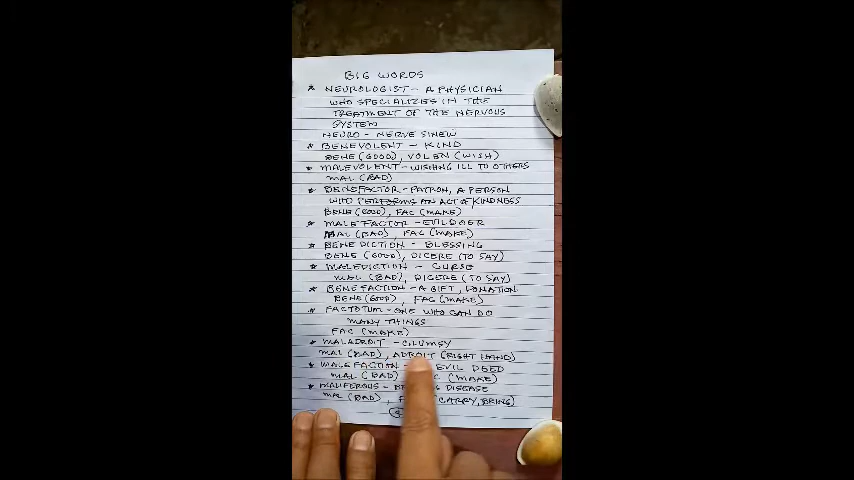 BIG WORDS
* NEUROLOGIST - A PHYSICIAN
WHO SPECIALIZES IN THE
TREATMENT OF THE NERVOUS
SYSTEM
NEURO - NERVE SINEW
* BENEVOLENT - KIND
BENE (GOOD), VOLEN (WISH)
* MALEVOLENT - WISHING ILL TO OTHERS
MAL (BAD)
* BENEFACTOR - PATRON, A PERSON
WHO PERFORMS AN ACT OF KINDNESS
BENE (GOOD), FAC (MAKE)
* MALEFACTOR - EVILDOER
MAL (BAD), FAC (MAKE)
* BENEDICTION - BLESSING
BENE (GOOD), DICERE (TO SAY)
* MALEDICTION - CURSE
MAL (BAD), DICERE (TO SAY)
* BENEFACTION - A GIFT, DONATION
BENE (GOOD), FAC (MAKE)
* FACTOTUM - ONE WHO CAN DO
MANY THINGS
FAC (MAKE)
* MALADROIT - CLUMSY
MAL (BAD), ADROIT (RIGHT HAND)
* MALEFACTION - EVIL DEED
MAL (BAD) (MAKE)
* MALIFEROUS - DISEASE
MAL (BAD), CARRY, BRING)